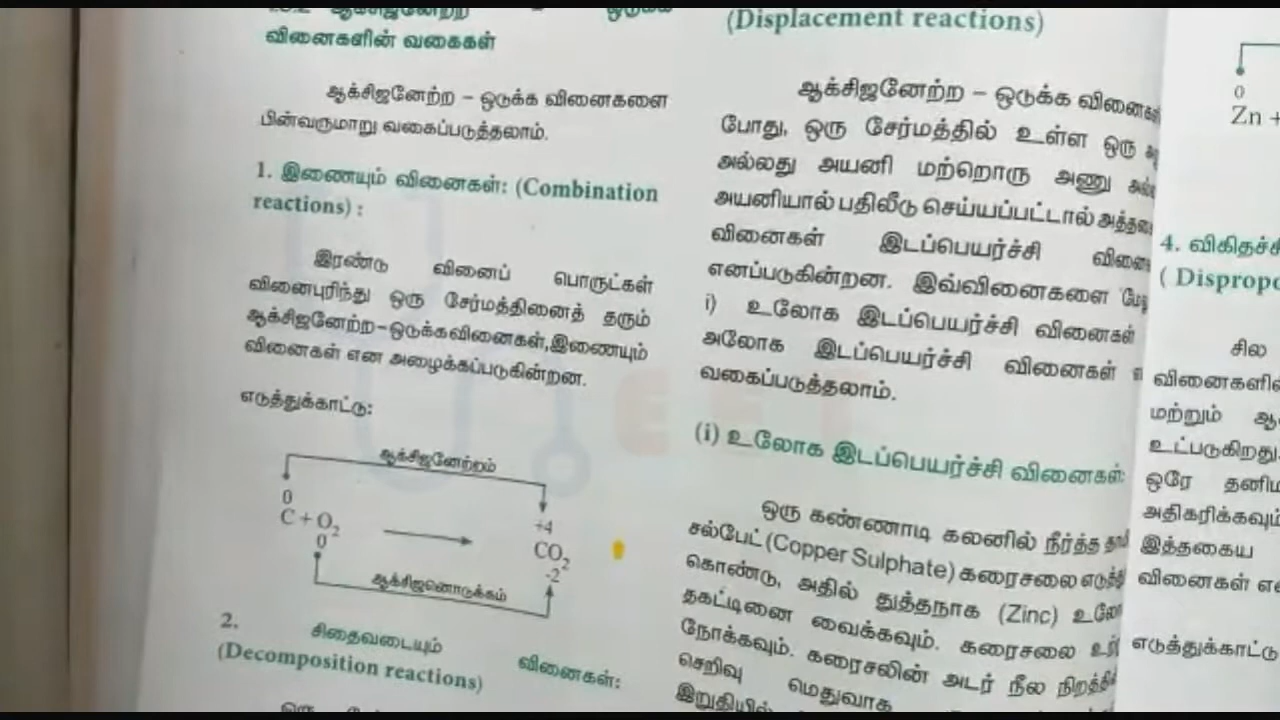 வினைகளின் வகைகள்
ஆக்சிஜனேற்ற – ஒடுக்க வினைகளை
பின்வருமாறு வகைப்படுத்தலாம்.
1. இணையும் வினைகள்: (Combination
reactions) :
இரண்டு வினைப் பொருட்கள்
வினைபுரிந்து ஒரு சேர்மத்தினைத் தரும்
ஆக்சிஜனேற்ற–ஒடுக்கவினைகள்,இணையும்
வினைகள் என அழைக்கப்படுகின்றன.
எடுத்துக்காட்டு:
ஆக்சிஜனேற்றம்
0
C + O2
0
+4
CO2
-2
ஆக்சிஜனொடுக்கம்
2. சிதைவடையும் வினைகள்:
(Decomposition reactions)
(Displacement reactions)
ஆக்சிஜனேற்ற – ஒடுக்க
போது, ஒரு சேர்மத்தில் உள்ள ஒரு
அல்லது அயனி மற்றொரு அணு
அயனியால் பதிலீடு செய்யப்பட்டால்
வினைகள் இடப்பெயர்ச்சி
எனப்படுகின்றன. இவ்வினைகளை
i) உலோக இடப்பெயர்ச்சி வினைகள்
அலோக இடப்பெயர்ச்சி வினைகள்
வகைப்படுத்தலாம்.
(i) உலோக இடப்பெயர்ச்சி வினைகள்:
ஒரு கண்ணாடி கலனில் நீர்த்த
சல்பேட் (Copper Sulphate) கரைசலை
கொண்டு, அதில் துத்தநாக (Zinc)
தகட்டினை வைக்கவும். கரைசலை
நோக்கவும். கரைசலின் அடர் நீல
செறிவு மெதுவாக
இறுதியில்
0
Zn +
4.
சில
மற்றும்
உட்படுகிறது.
ஒரே
அதிகரிக்கவும்
இத்தகைய
வினைகள்
எடுத்துக்காட்டு